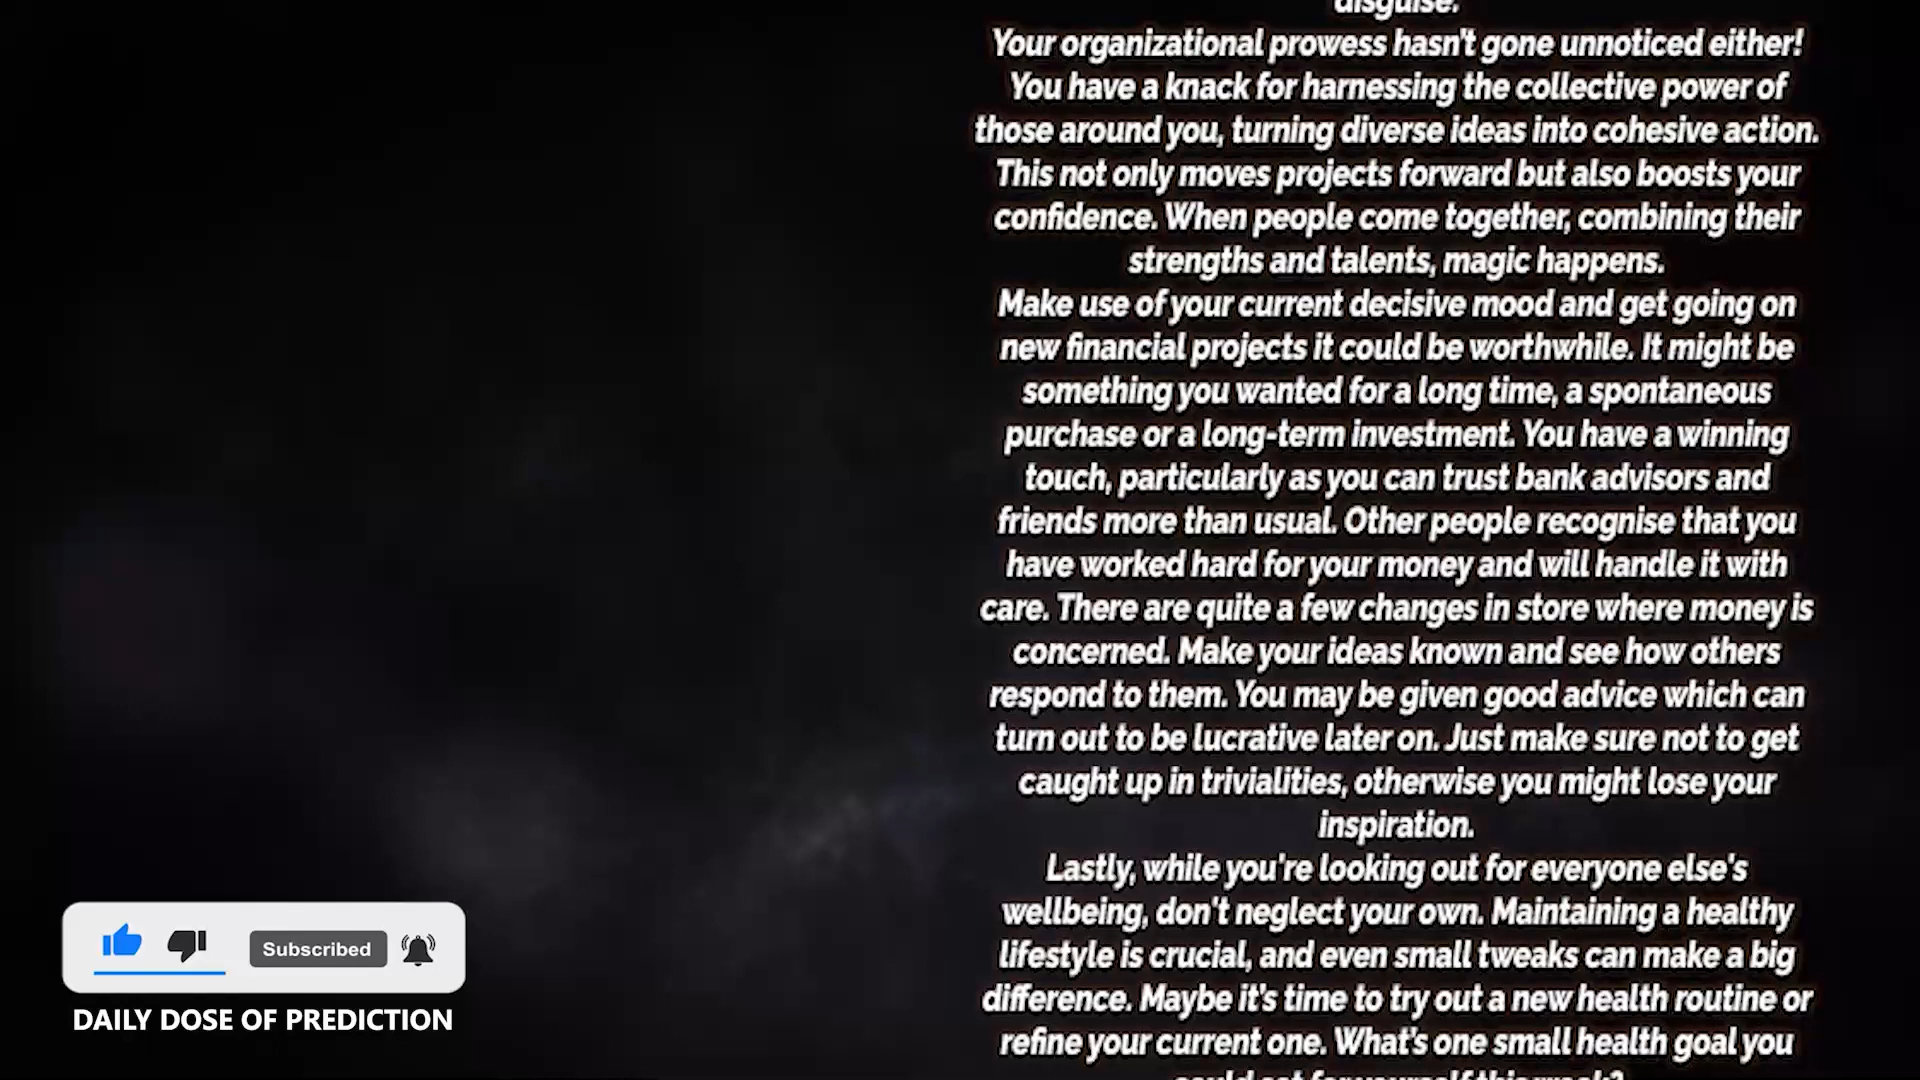 disguise.
Your organizational prowess hasn't gone unnoticed either!
You have a knack for harnessing the collective power of
those around you, turning diverse ideas into cohesive action.
This not only moves projects forward but also boosts your
confidence. When people come together, combining their
strengths and talents, magic happens.
Make use of your current decisive mood and get going on
new financial projects it could be worthwhile. It might be
something you wanted for a long time, a spontaneous
purchase or a long-term investment. You have a winning
touch, particularly as you can trust bank advisors and
friends more than usual. Other people recognise that you
have worked hard for your money and will handle it with
care. There are quite a few changes in store where money is
concerned. Make your ideas known and see how others
respond to them. You may be given good advice which can
turn out to be lucrative later on. Just make sure not to get
caught up in trivialities, otherwise you might lose your
inspiration.
Lastly, while you're looking out for everyone else's
wellbeing, don't neglect your own. Maintaining a healthy
lifestyle is crucial, and even small tweaks can make a big
difference. Maybe it's time to try out a new health routine or
refine your current one. What's one small health goal you
could set for yourself this week?
Subscribed
DAILY DOSE OF PREDICTION